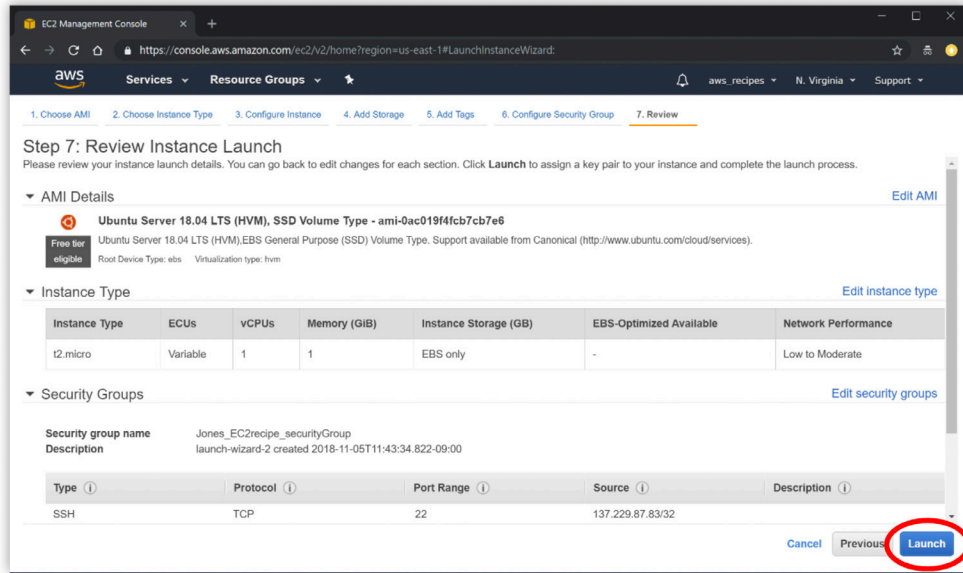 EC2 Management Console
https://console.aws.amazon.com/ec2/v2/home?region=us-east-1#LaunchInstanceWizard:
aws Services Resource Groups aws_recipes N. Virginia Support
1. Choose AMI 2. Choose Instance Type 3. Configure Instance 4. Add Storage 5. Add Tags 6. Configure Security Group 7. Review
Step 7: Review Instance Launch
Please review your instance launch details. You can go back to edit changes for each section. Click Launch to assign a key pair to your instance and complete the launch process.
AMI Details Edit AMI
Ubuntu Server 18.04 LTS (HVM), SSD Volume Type - ami-0ac019f4fcb7cb7e6
Free tier eligible
Ubuntu Server 18.04 LTS (HVM),EBS General Purpose (SSD) Volume Type. Support available from Canonical (http://www.ubuntu.com/cloud/services).
Root Device Type: ebs Virtualization type: hvm
Instance Type Edit instance type
Instance Type ECUs vCPUs Memory (GiB) Instance Storage (GB) EBS-Optimized Available Network Performance
t2.micro Variable 1 1 EBS only - Low to Moderate
Security Groups Edit security groups
Security group name Jones_EC2recipe_securityGroup
Description launch-wizard-2 created 2018-11-05T11:43:34.822-09:00
Type Protocol Port Range Source Description
SSH TCP 22 137.229.87.83/32
Cancel Previous Launch